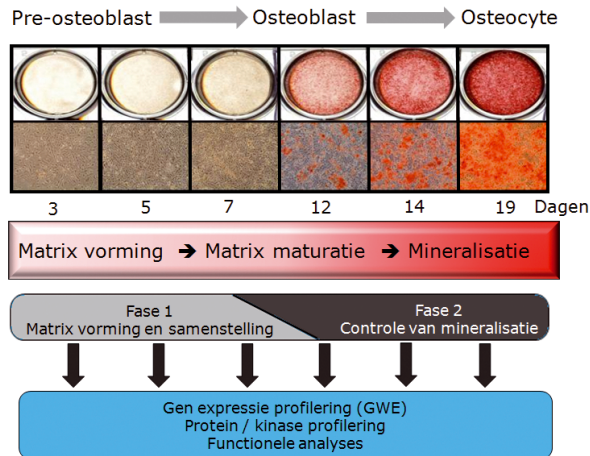 Pre-osteoblast Osteoblast Osteocyte
3 5 7 12 14 19 Dagen
Matrix vorming ➔ Matrix maturatie ➔ Mineralisatie
Fase 1
Matrix vorming en samenstelling
Fase 2
Controle van mineralisatie
Gen expressie profilering (GWE)
Protein / kinase profilering
Functionele analyses